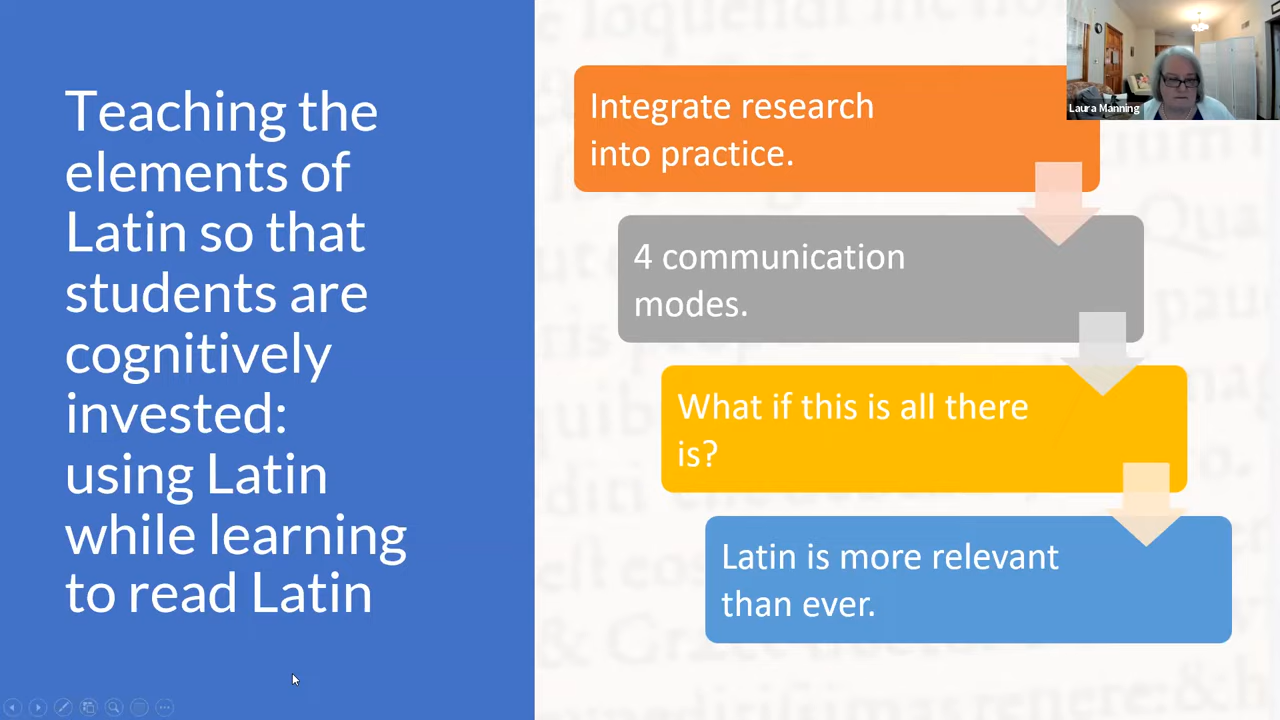 Teaching the
elements of
Latin so that
students are
cognitively
invested:
using Latin
while learning
to read Latin
Integrate research
into practice.
4 communication
modes.
What if this is all there
is?
Latin is more relevant
than ever.
Laura Manning